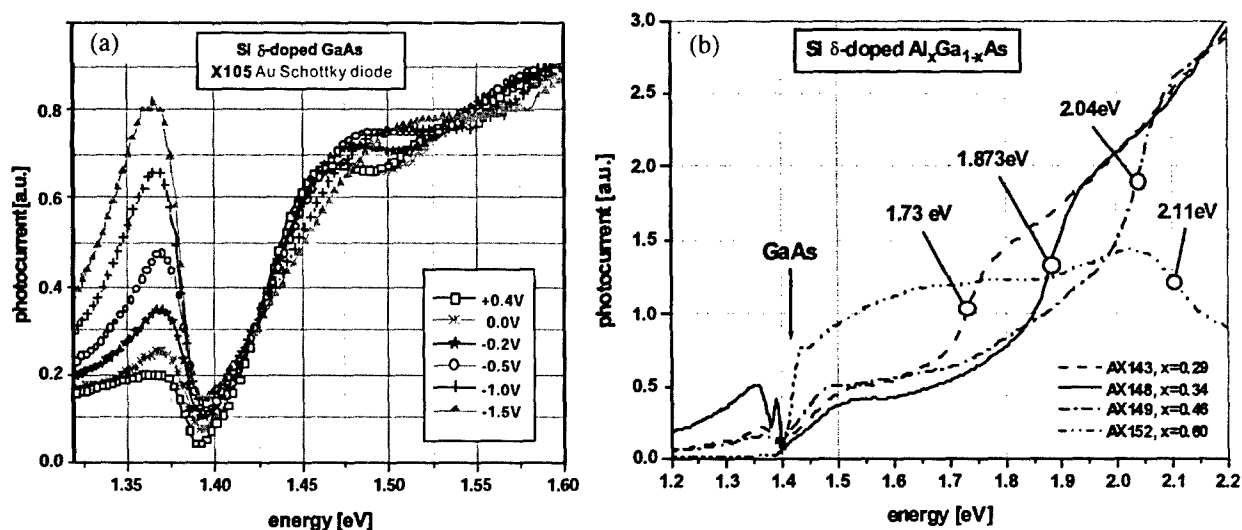 (a)
Si δ-doped GaAs
X105 Au Schottky diode
photocurrent [a.u.]
0.8
0.6
0.4
0.2
0.0
+0.4V
0.0V
-0.2V
-0.5V
-1.0V
-1.5V
1.35 1.40 1.45 1.50 1.55 1.60
energy [eV]
(b)
Si δ-doped AlxGa1-xAs
photocurrent [a.u.]
3.0
2.5
2.0
1.5
1.0
0.5
0.0
2.04eV
1.873eV
1.73 eV
2.11eV
GaAs
AX143, x=0.29
AX148, x=0.34
AX149, x=0.46
AX152, x=0.60
1.2 1.3 1.4 1.5 1.6 1.7 1.8 1.9 2.0 2.1 2.2
energy [eV]